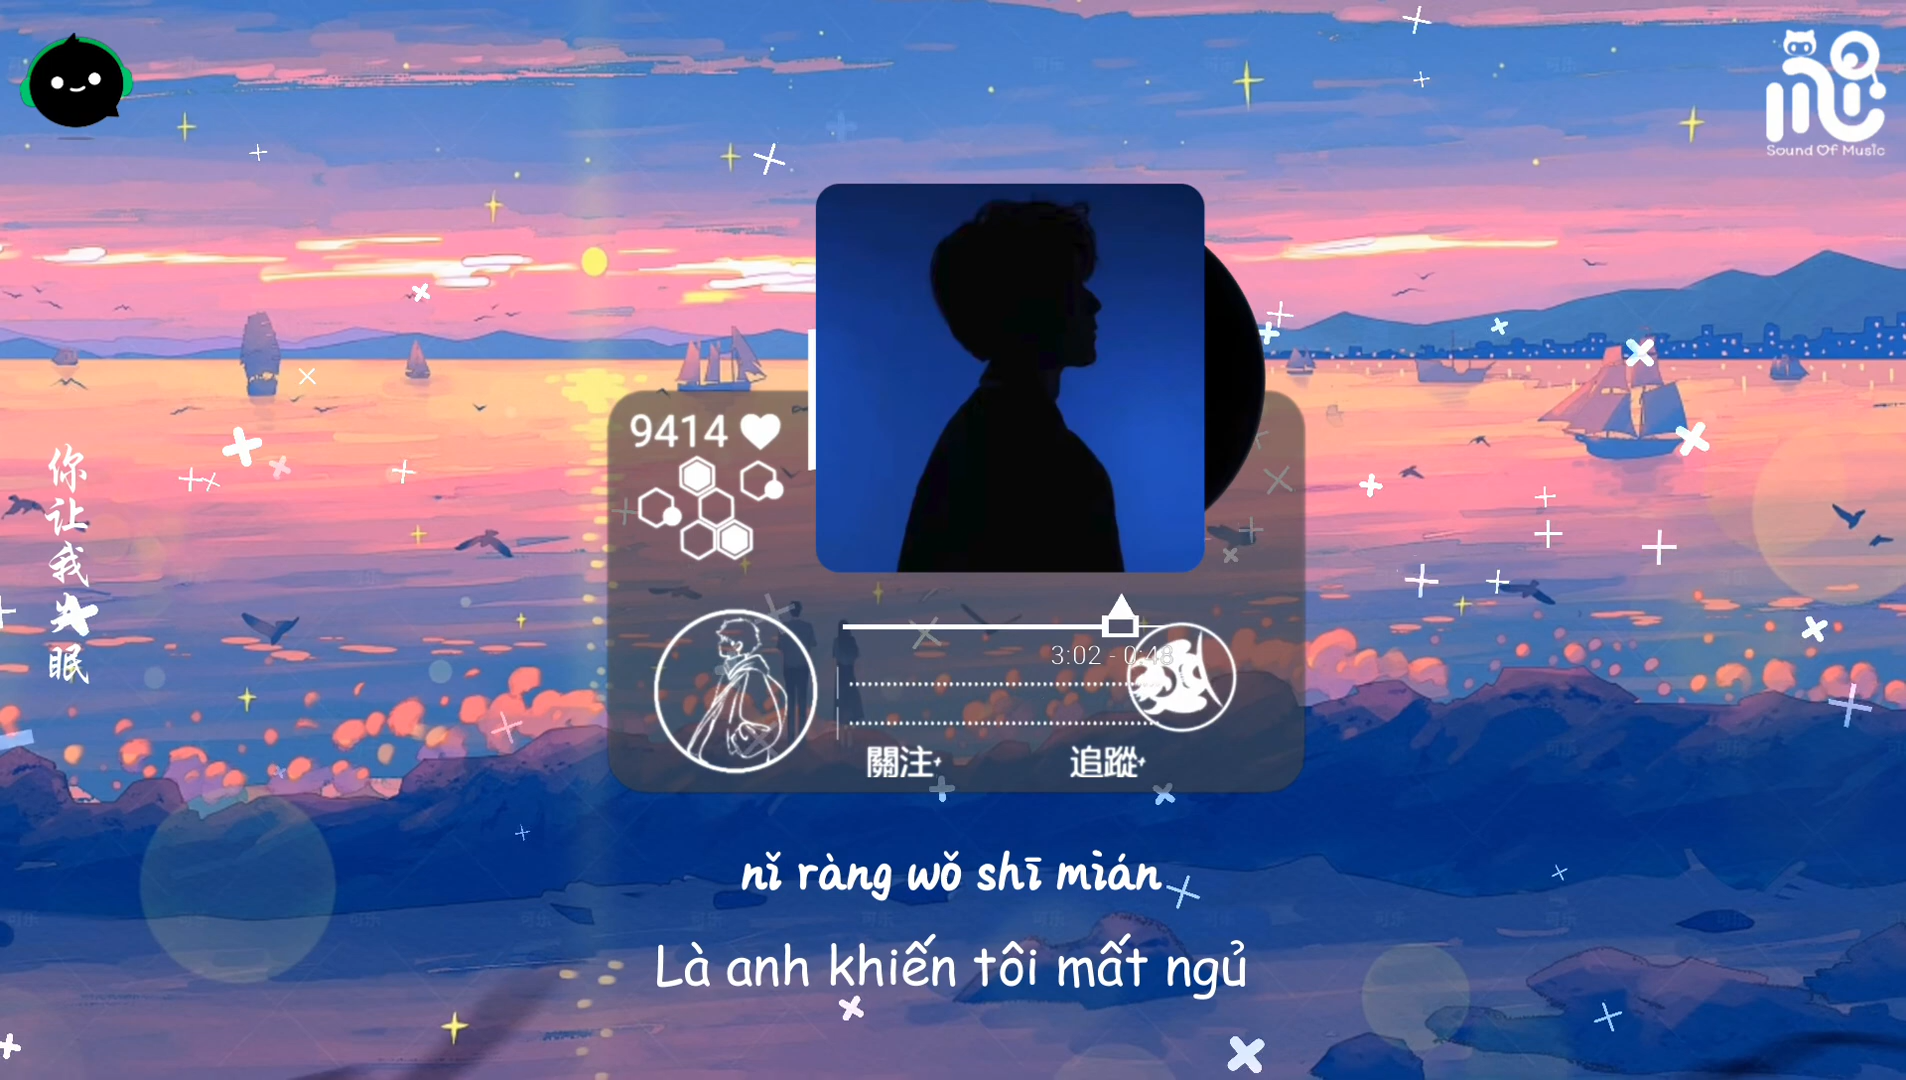 Sound Of Music
9414
你让我失眠
3:02 - 0:48
關注+
追蹤+
nǐ ràng wǒ shī mián
Là anh khiến tôi mất ngủ